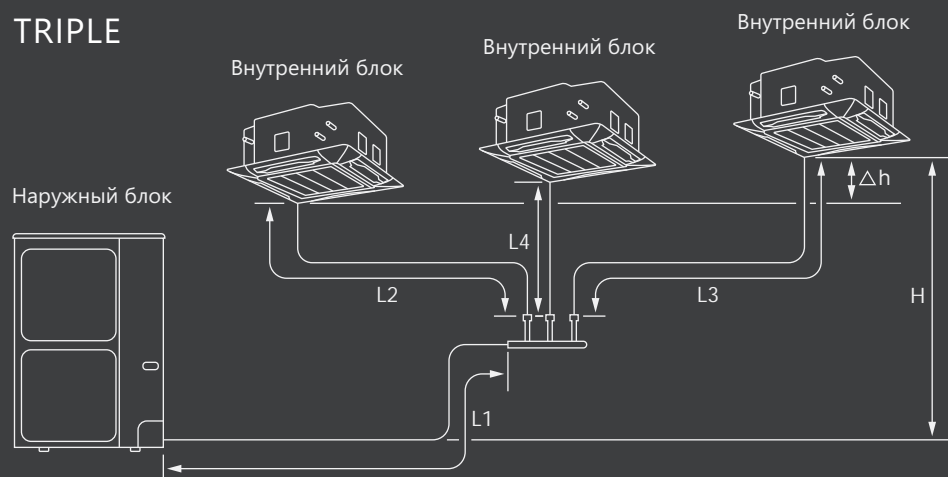 TRIPLE
Внутренний блок
Внутренний блок
Внутренний блок
Наружный блок
△h
L4
L2
L3
H
L1